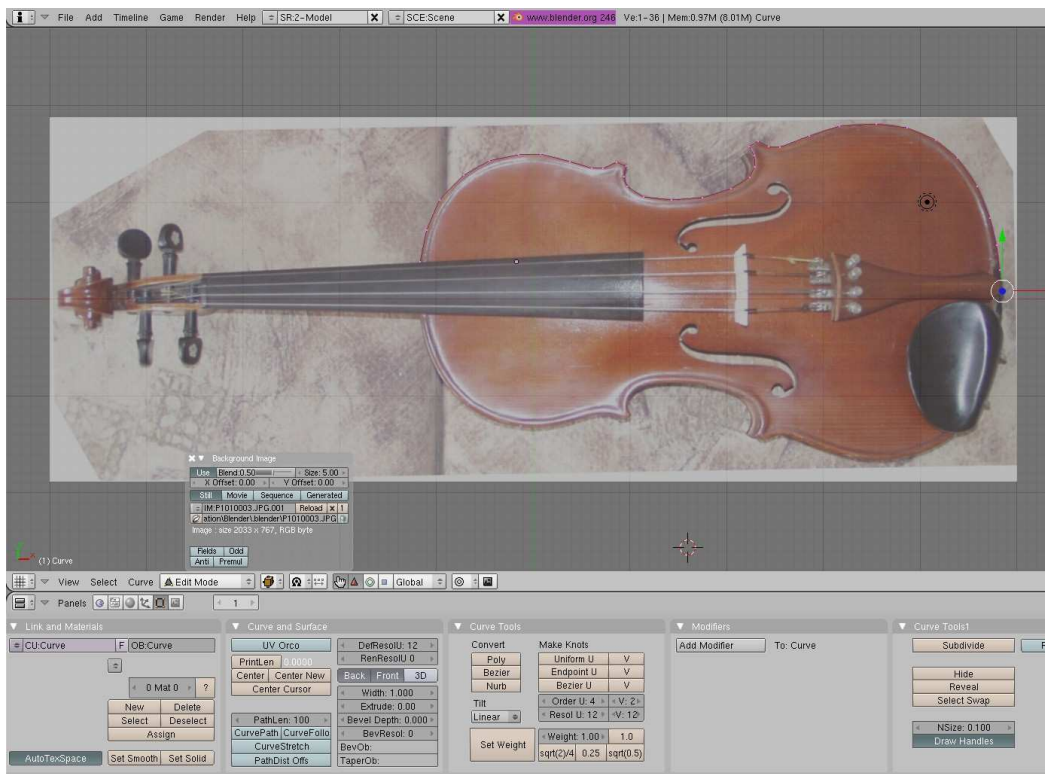 File Add Timeline Game Render Help SR:2-Model SCE:Scene www.blender.org 246 Ve:1-36 | Mem:0.97M (8.01M) Curve
Background Image
Use Blend:0.50 Size: 5.00
X Offset: 0.00 Y Offset: 0.00
Still Movie Sequence Generated
IM:P1010003.JPG.001 Reload x 1
ation\Blender\.blender\P1010003.JPG
Image : size 2033 x 767, RGB byte
Fields Odd
Anti Premul
(1) Curve
View Select Curve Edit Mode Global
Panels 1
Link and Materials
CU:Curve F OB:Curve
0 Mat 0 ?
New Delete
Select Deselect
Assign
AutoTexSpace Set Smooth Set Solid
Curve and Surface
UV Orco
PrintLen 0.0000
Center Center New
Center Cursor
PathLen: 100
CurvePath CurveFollo
CurveStretch
PathDist Offs
DefResolU: 12
RenResolU 0
Back Front 3D
Width: 1.000
Extrude: 0.00
Bevel Depth: 0.000
BevResol: 0
BevOb:
TaperOb:
Curve Tools
Convert
Poly
Bezier
Nurb
Tilt
Linear
Set Weight
Make Knots
Uniform U V
Endpoint U V
Bezier U V
Order U: 4 V: 2
Resol U: 12 V: 12
Weight: 1.00 1.0
sqrt(2)/4 0.25 sqrt(0.5)
Modifiers
Add Modifier To: Curve
Curve Tools1
Subdivide
Hide
Reveal
Select Swap
NSize: 0.100
Draw Handles